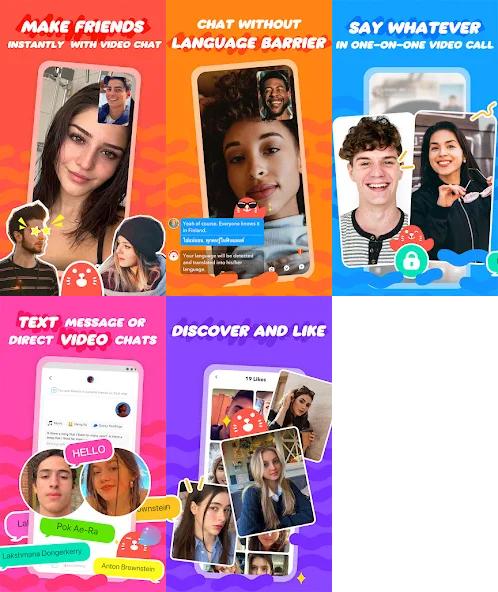 MAKE FRIENDS
INSTANTLY WITH VIDEO CHAT
CHAT WITHOUT
LANGUAGE BARRIER
Yeah of course. Everyone knows it
in Finland.
Your language will be detected
and translated into his/her
language.
SAY WHATEVER
IN ONE-ON-ONE VIDEO CALL
TEXT MESSAGE OR
DIRECT VIDEO CHATS
HELLO
Pok Ae-Ra
Lakshmana Dongerkerry
Anton Brownstein
DISCOVER AND LIKE
19 Likes